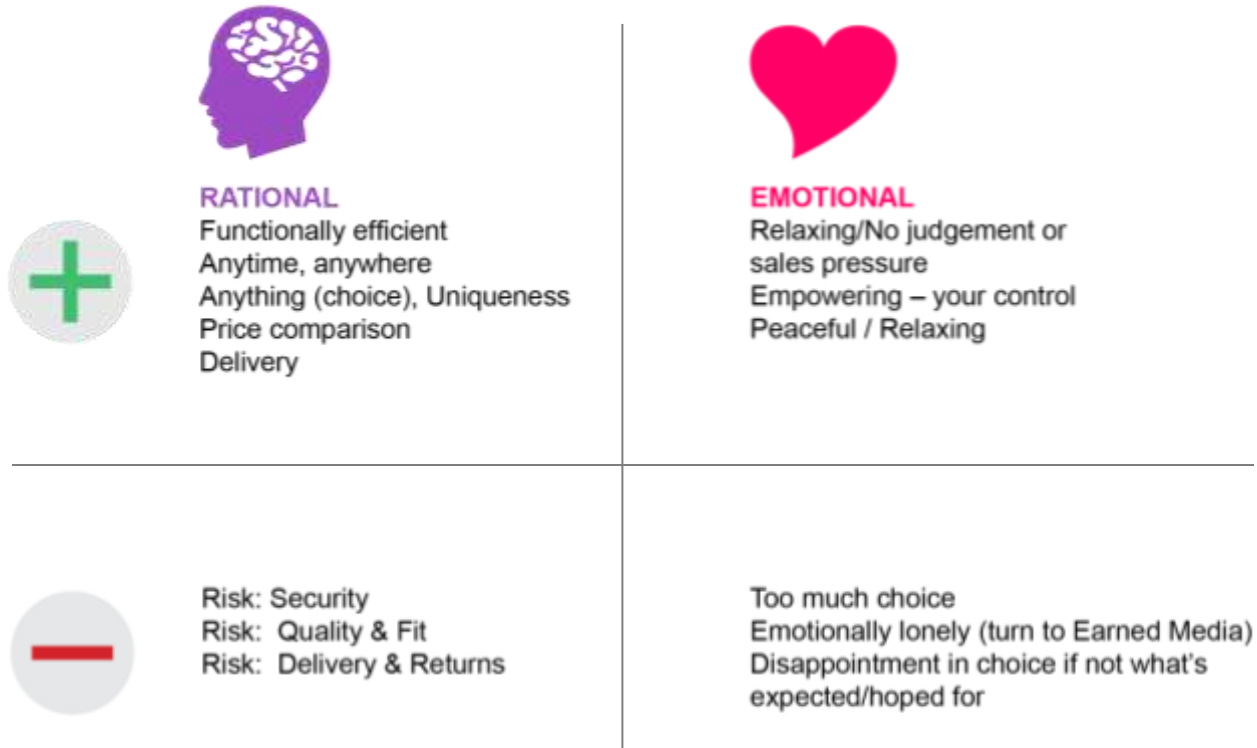 RATIONAL
Functionally efficient
Anytime, anywhere
Anything (choice), Uniqueness
Price comparison
Delivery
EMOTIONAL
Relaxing/No judgement or
sales pressure
Empowering – your control
Peaceful / Relaxing
Risk: Security
Risk:  Quality & Fit
Risk:  Delivery & Returns
Too much choice
Emotionally lonely (turn to Earned Media)
Disappointment in choice if not what's
expected/hoped for